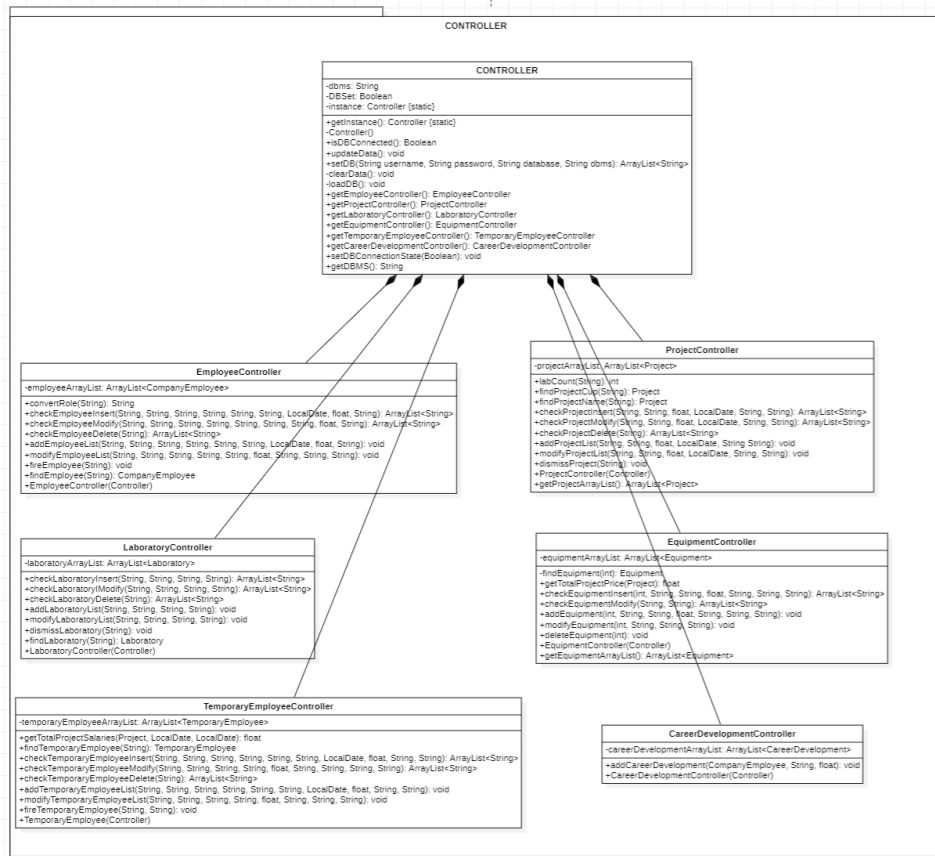 CONTROLLER
CONTROLLER
-dbms: String
-DBSet: Boolean
-instance: Controller {static}
+getInstance(): Controller {static}
-Controller()
+isDBConnected(): Boolean
+updateData(): void
+setDB(String username, String password, String database, String dbms): ArrayList<String>
-clearData(): void
-loadDB(): void
+getEmployeeController(): EmployeeController
+getProjectController(): ProjectController
+getLaboratoryController(): LaboratoryController
+getEquipmentController(): EquipmentController
+getTemporaryEmployeeController(): TemporaryEmployeeController
+getCareerDevelopmentController(): CareerDevelopmentController
+setDBConnectionState(Boolean): void
+getDBMS(): String
EmployeeController
-employeeArrayList: ArrayList<CompanyEmployee>
+convertRole(String): String
+checkEmployeeInsert(String, String, String, String, String, String, LocalDate, float, String): ArrayList<String>
+checkEmployeeModify(String, String, String, String, String, float, String, String, String): ArrayList<String>
+checkEmployeeDelete(String): ArrayList<String>
+addEmployeeList(String, String, String, String, String, String, LocalDate, float, String): void
+modifyEmployeeList(String, String, String, String, String, float, String, String, String): void
+fireEmployee(String): void
+findEmployee(String): CompanyEmployee
+EmployeeController(Controller)
ProjectController
-projectArrayList: ArrayList<Project>
+labCount(String): int
+findProjectCup(String): Project
+findProjectName(String): Project
+checkProjectInsert(String, String, float, LocalDate, String, String): ArrayList<String>
+checkProjectModify(String, String, float, LocalDate, String, String): ArrayList<String>
+checkProjectDelete(String): ArrayList<String>
+addProjectList(String, String, float, LocalDate, String String): void
+modifyProjectList(String, String, float, LocalDate, String, String): void
+dismissProject(String): void
+ProjectController(Controller)
+getProjectArrayList(): ArrayList<Project>
LaboratoryController
-laboratoryArrayList: ArrayList<Laboratory>
+checkLaboratoryInsert(String, String, String, String): ArrayList<String>
+checkLaboratoryIModify(String, String, String, String): ArrayList<String>
+checkLaboratoryDelete(String): ArrayList<String>
+addLaboratoryList(String, String, String, String): void
+modifyLaboratoryList(String, String, String, String): void
+dismissLaboratory(String): void
+findLaboratory(String): Laboratory
+LaboratoryController(Controller)
EquipmentController
-equipmentArrayList: ArrayList<Equipment>
-findEquipment(int): Equipment
+getTotalProjectPrice(Project): float
+checkEquipmentInsert(int, String, String, float, String, String, String): ArrayList<String>
+checkEquipmentModify(String, String): ArrayList<String>
+addEquipment(int, String, String, float, String, String, String): void
+modifyEquipment(int, String, String, String): void
+deleteEquipment(int): void
+EquipmentController(Controller)
+getEquipmentArrayList(): ArrayList<Equipment>
TemporaryEmployeeController
-temporaryEmployeeArrayList: ArrayList<TemporaryEmployee>
+getTotalProjectSalaries(Project, LocalDate, LocalDate): float
+findTemporaryEmployee(String): TemporaryEmployee
+checkTemporaryEmployeeInsert(String, String, String, String, String, String, LocalDate, float, String, String): ArrayList<String>
+checkTemporaryEmployeeModify(String, String, String, String, float, String, String, String, String): ArrayList<String>
+checkTemporaryEmployeeDelete(String): ArrayList<String>
+addTemporaryEmployeeList(String, String, String, String, String, String, LocalDate, float, String, String): void
+modifyTemporaryEmployeeList(String, String, String, String, float, String, String, String, String): void
+fireTemporaryEmployee(String, String): void
+TemporaryEmployee(Controller)
CareerDevelopmentController
-careerDevelopmentArrayList: ArrayList<CareerDevelopment>
+addCareerDevelopment(CompanyEmployee, String, float): void
+CareerDevelopmentController(Controller)